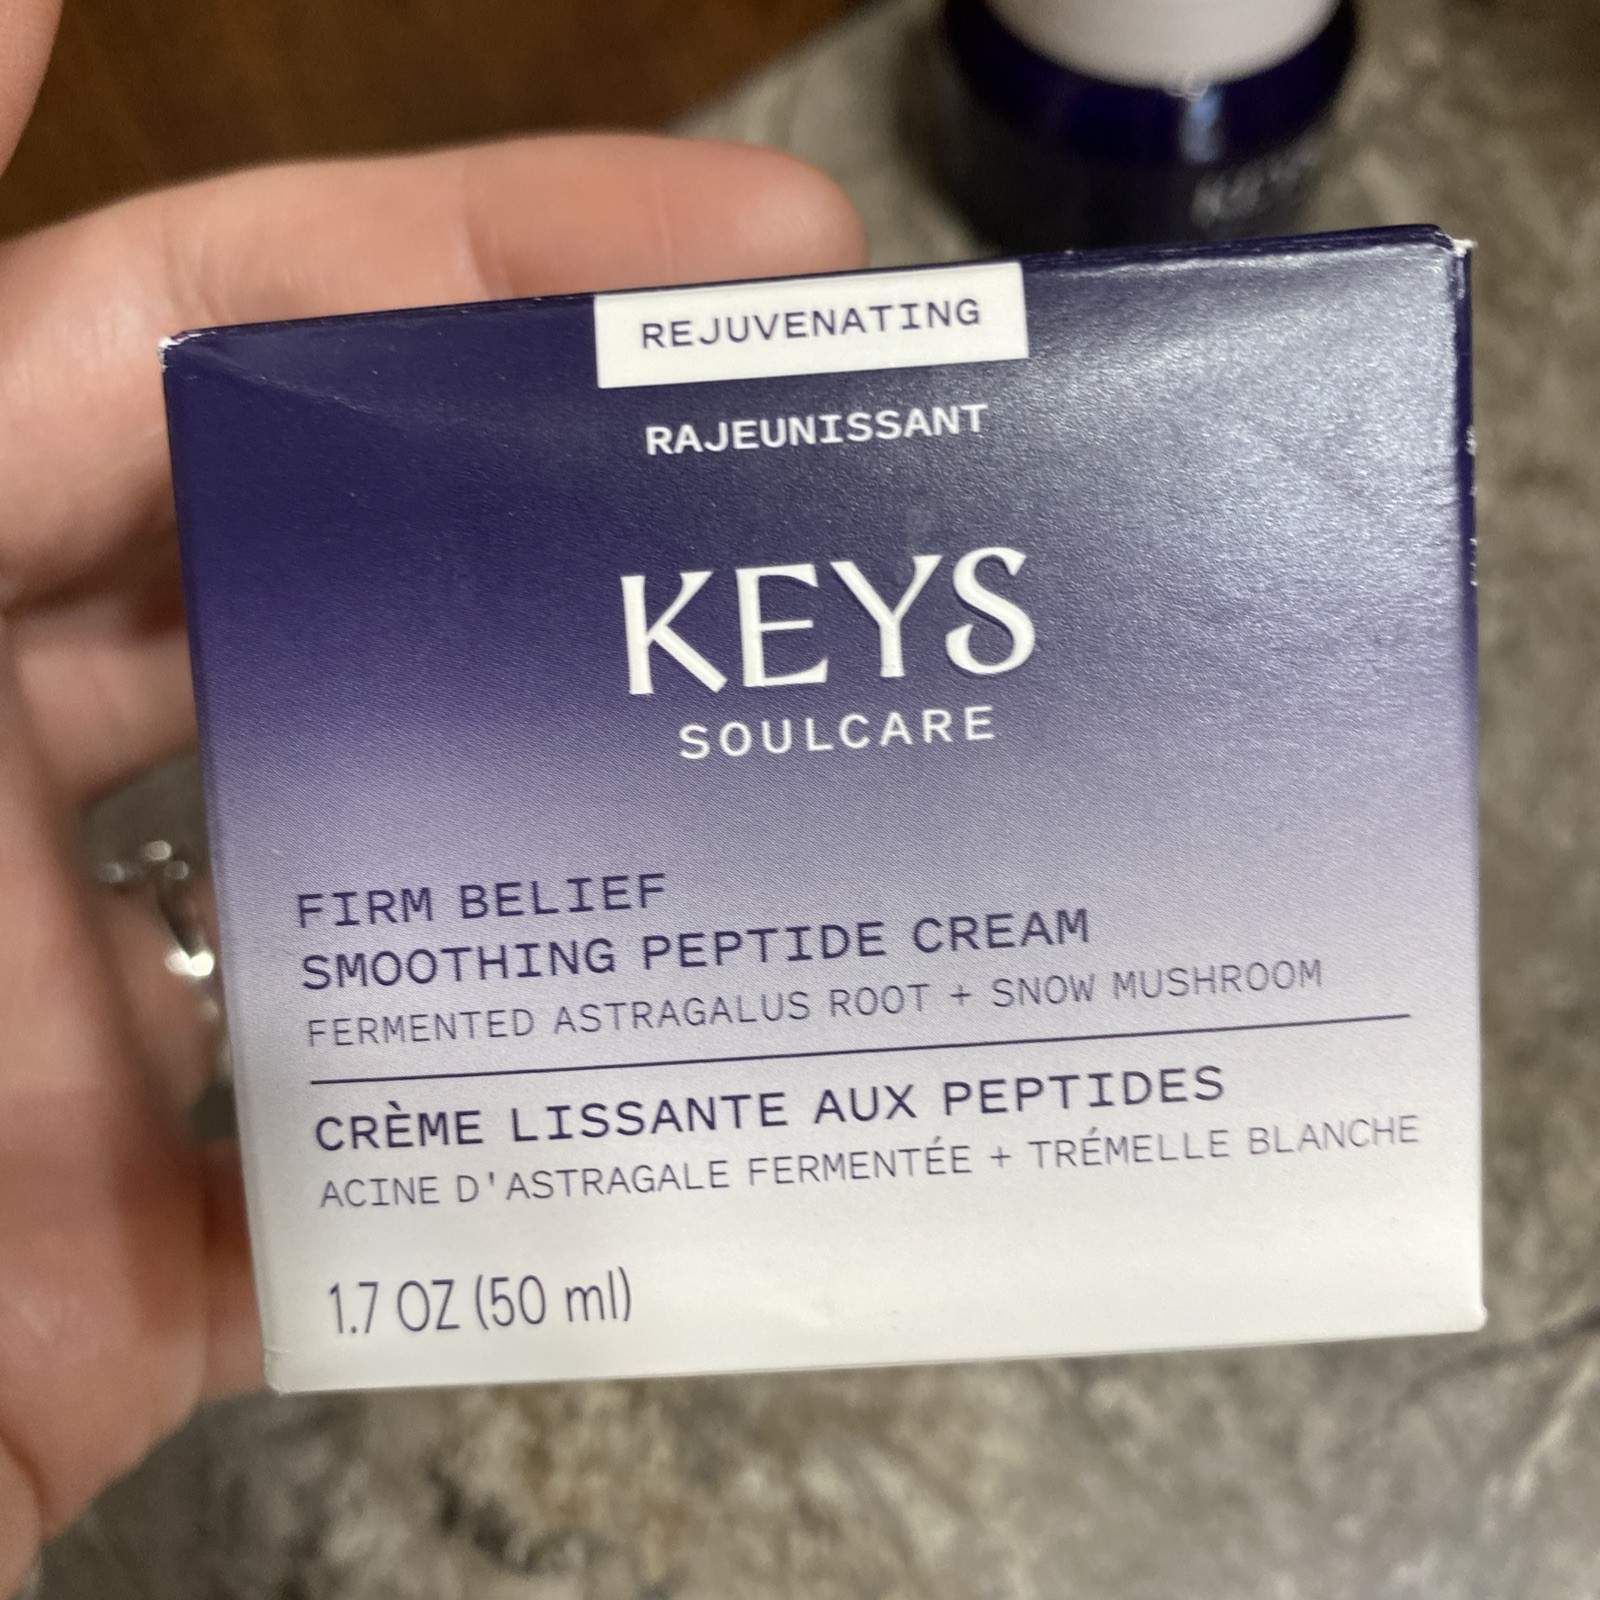 REJUVENATING
RAJEUNISSANT
KEYS
SOULCARE
FIRM BELIEF
SMOOTHING PEPTIDE CREAM
FERMENTED ASTRAGALUS ROOT + SNOW MUSHROOM
CRÈME LISSANTE AUX PEPTIDES
ACINE D'ASTRAGALE FERMENTÉE + TRÉMELLE BLANCHE
1.7 OZ (50 ml)
KEYS